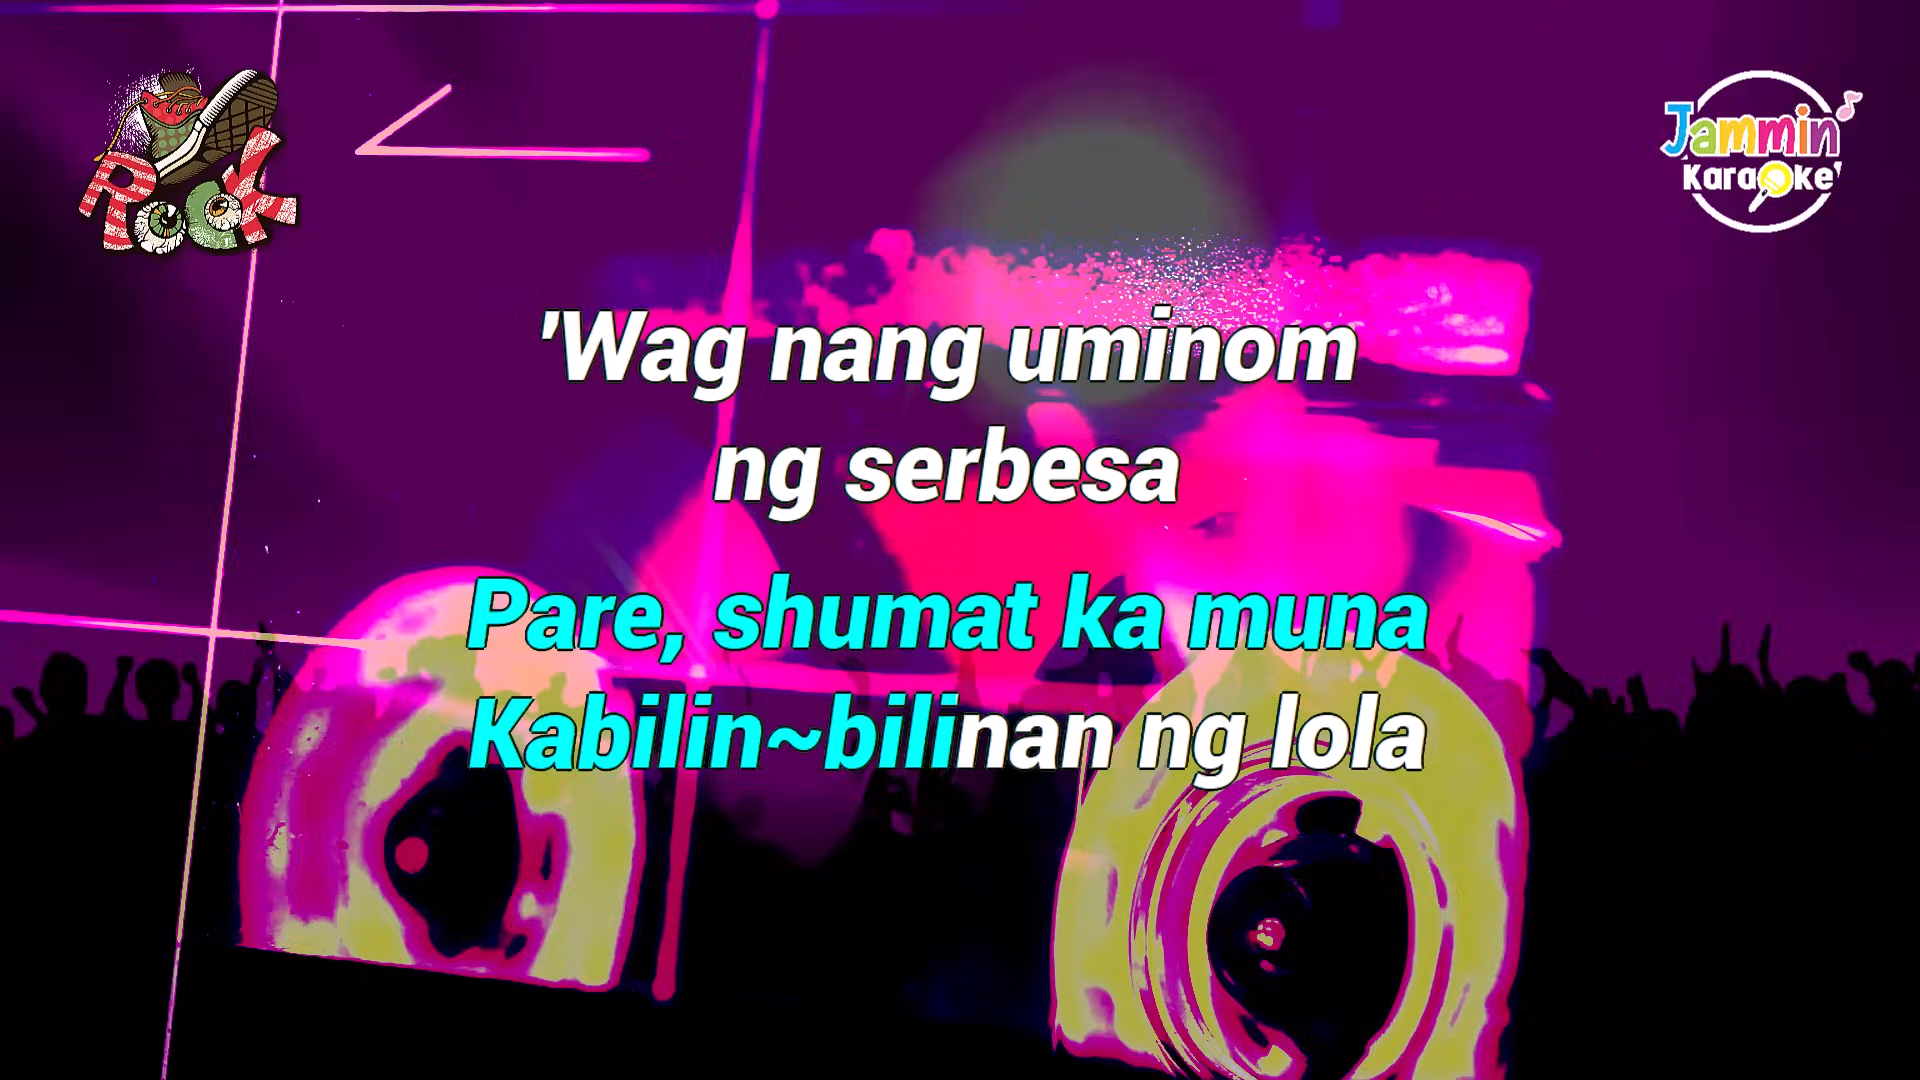 Rock
Jammin'
Karaoke
'Wag nang uminom
ng serbesa
Pare, shumat ka muna
Kabilin~bilinan ng lola